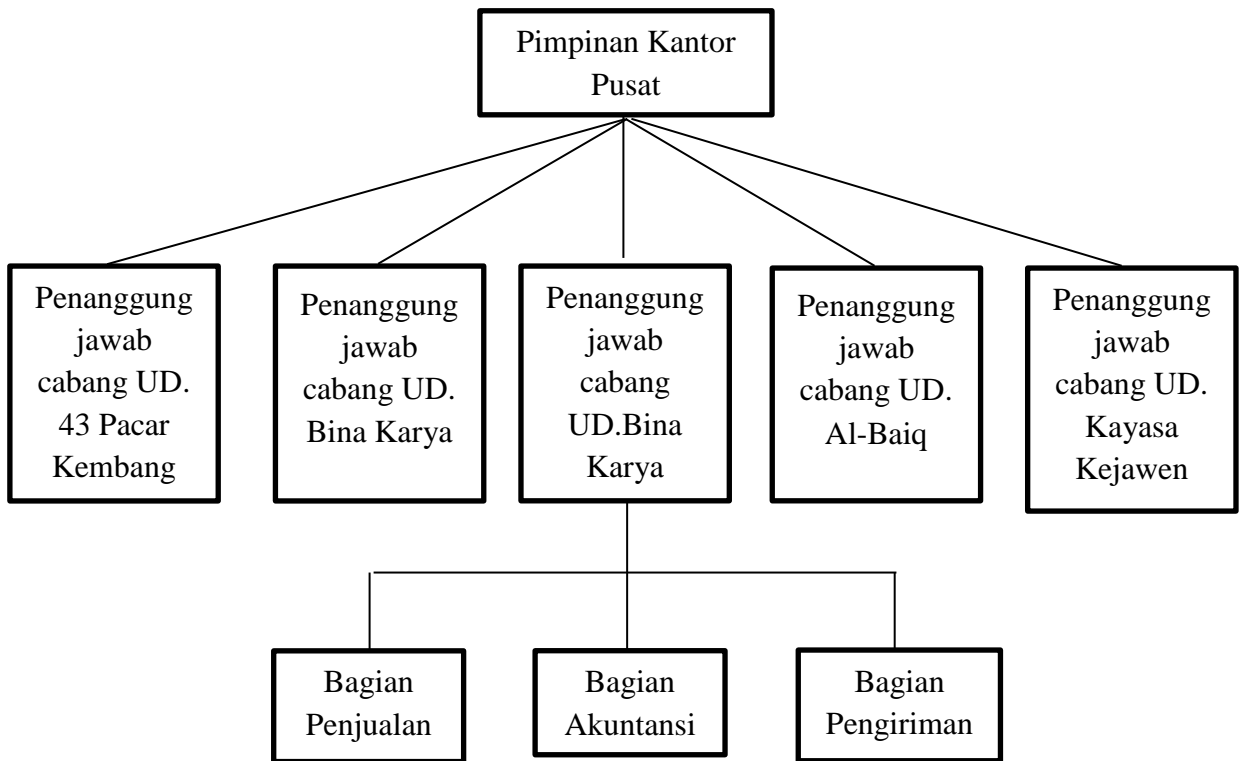 Pimpinan Kantor
Pusat
Penanggung
jawab
cabang UD.
43 Pacar
Kembang
Penanggung
jawab
cabang UD.
Bina Karya
Penanggung
jawab
cabang
UD.Bina
Karya
Penanggung
jawab
cabang UD.
Al-Baiq
Penanggung
jawab
cabang UD.
Kayasa
Kejawen
Bagian
Penjualan
Bagian
Akuntansi
Bagian
Pengiriman